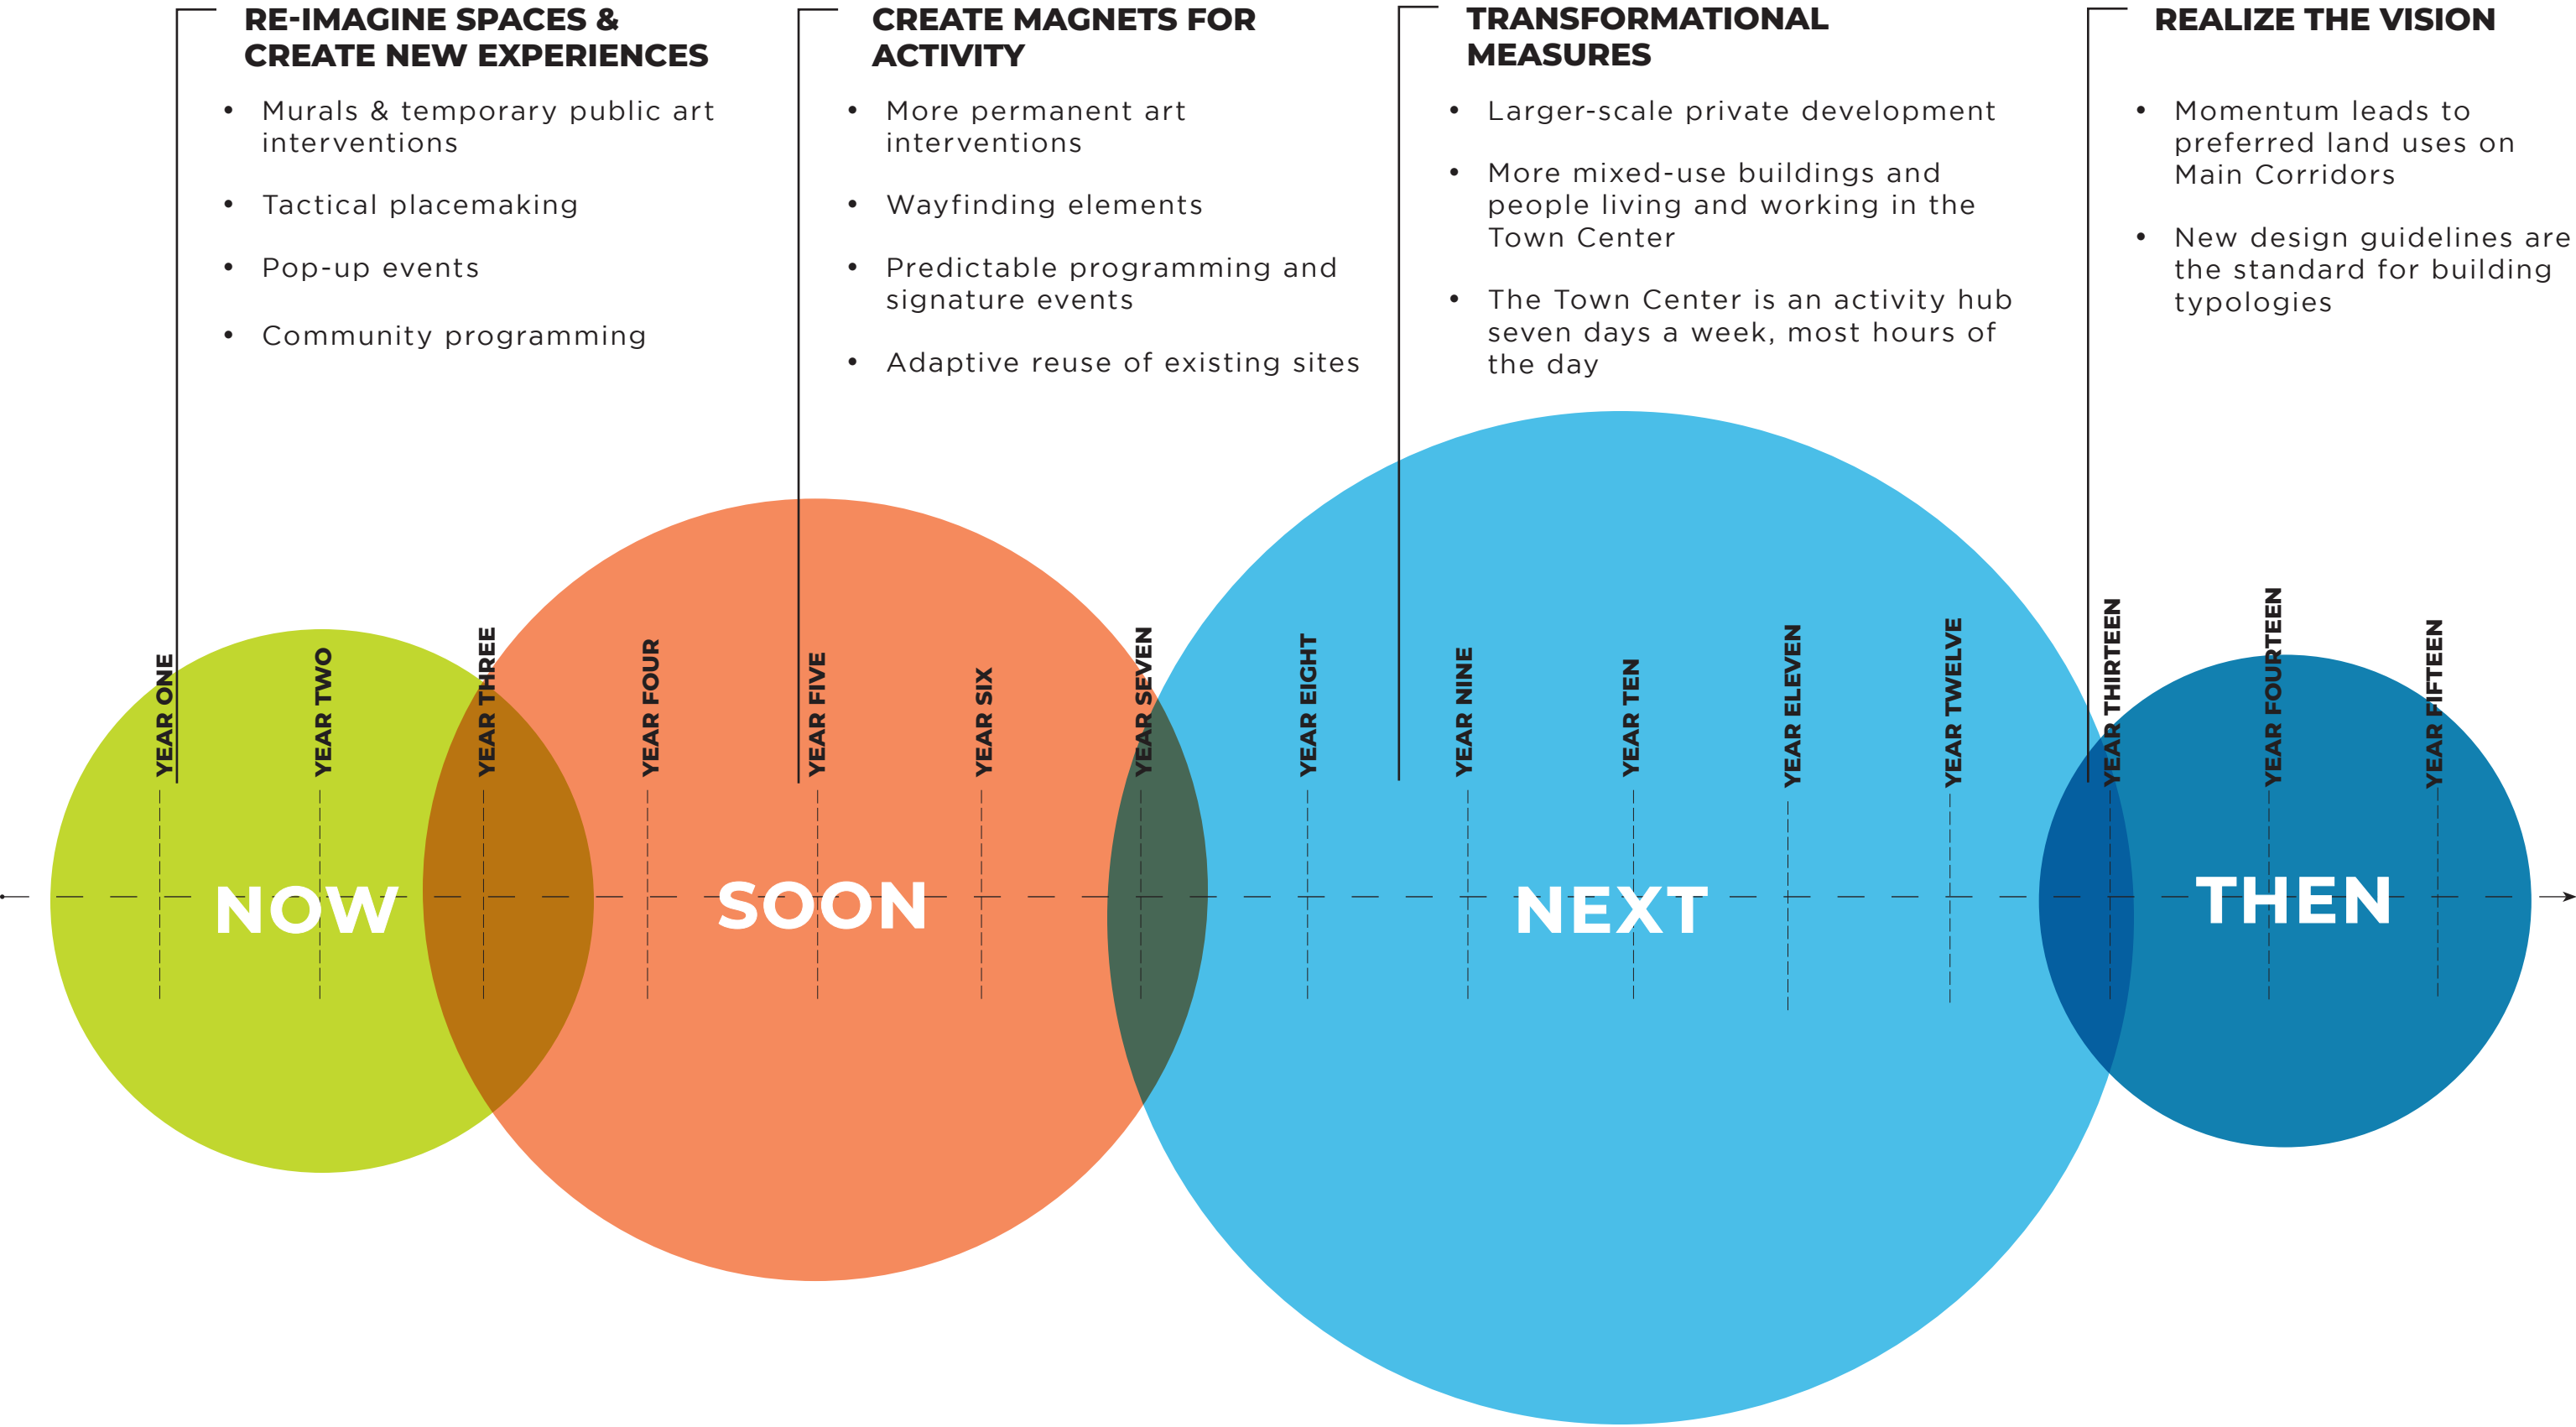 RE-IMAGINE SPACES &
CREATE NEW EXPERIENCES
• Murals & temporary public art
interventions
• Tactical placemaking
• Pop-up events
• Community programming
CREATE MAGNETS FOR
ACTIVITY
• More permanent art
interventions
• Wayfinding elements
• Predictable programming and
signature events
• Adaptive reuse of existing sites
TRANSFORMATIONAL
MEASURES
• Larger-scale private development
• More mixed-use buildings and
people living and working in the
Town Center
• The Town Center is an activity hub
seven days a week, most hours of
the day
REALIZE THE VISION
• Momentum leads to
preferred land uses on
Main Corridors
• New design guidelines are
the standard for building
typologies
YEAR ONE
YEAR TWO
YEAR THREE
YEAR FOUR
YEAR FIVE
YEAR SIX
YEAR SEVEN
YEAR EIGHT
YEAR NINE
YEAR TEN
YEAR ELEVEN
YEAR TWELVE
YEAR THIRTEEN
YEAR FOURTEEN
YEAR FIFTEEN
NOW
SOON
NEXT
THEN